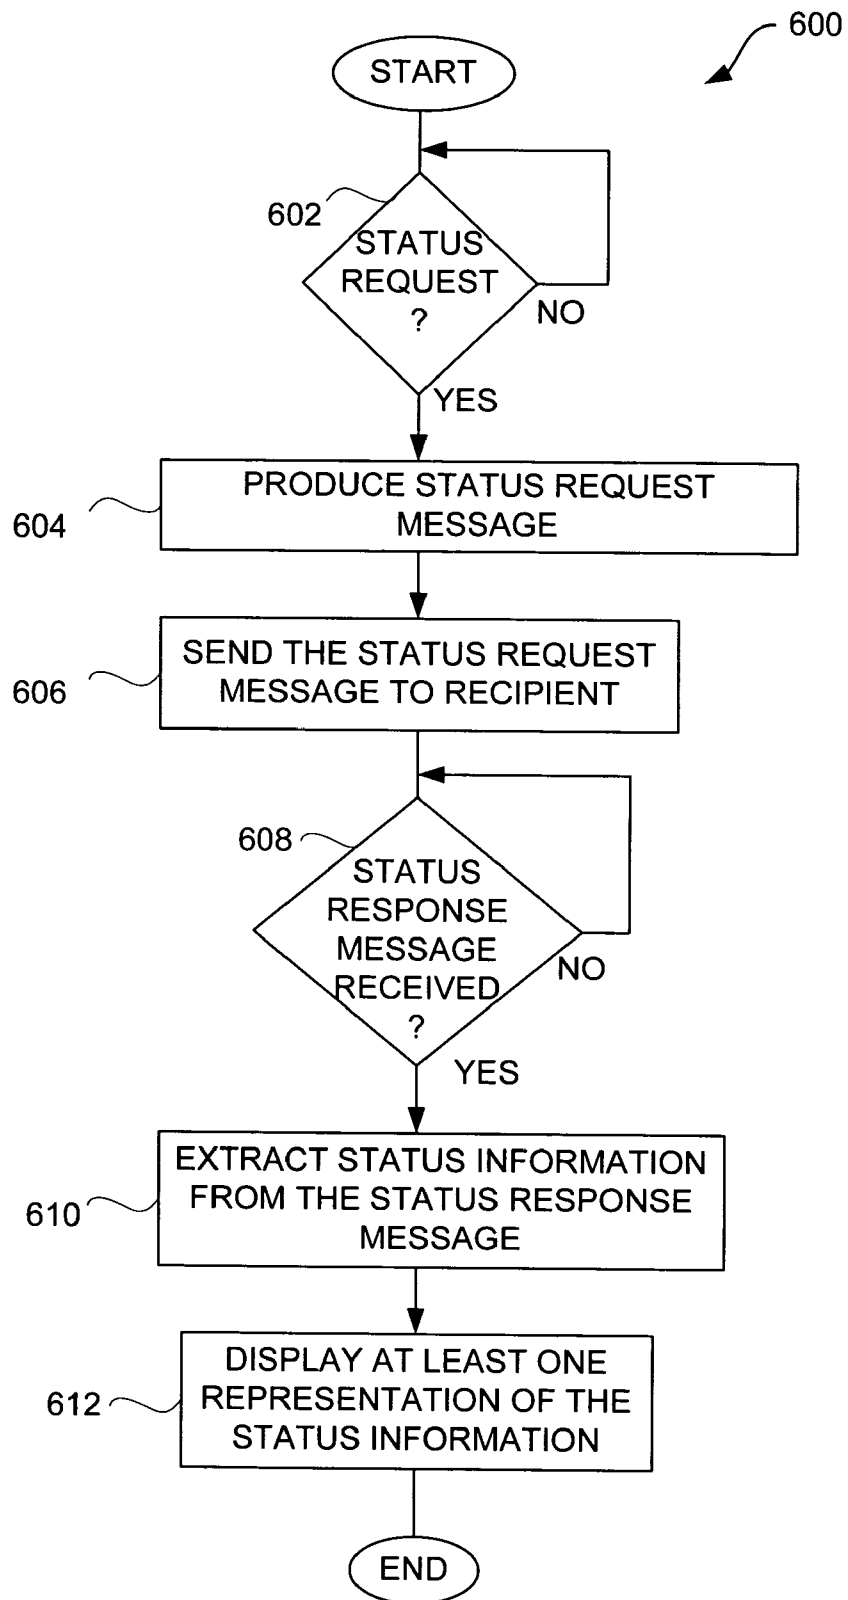 600
START
602
STATUS
REQUEST
?
NO
YES
604
PRODUCE STATUS REQUEST
MESSAGE
606
SEND THE STATUS REQUEST
MESSAGE TO RECIPIENT
608
STATUS
RESPONSE
MESSAGE
RECEIVED
?
NO
YES
610
EXTRACT STATUS INFORMATION
FROM THE STATUS RESPONSE
MESSAGE
612
DISPLAY AT LEAST ONE
REPRESENTATION OF THE
STATUS INFORMATION
END